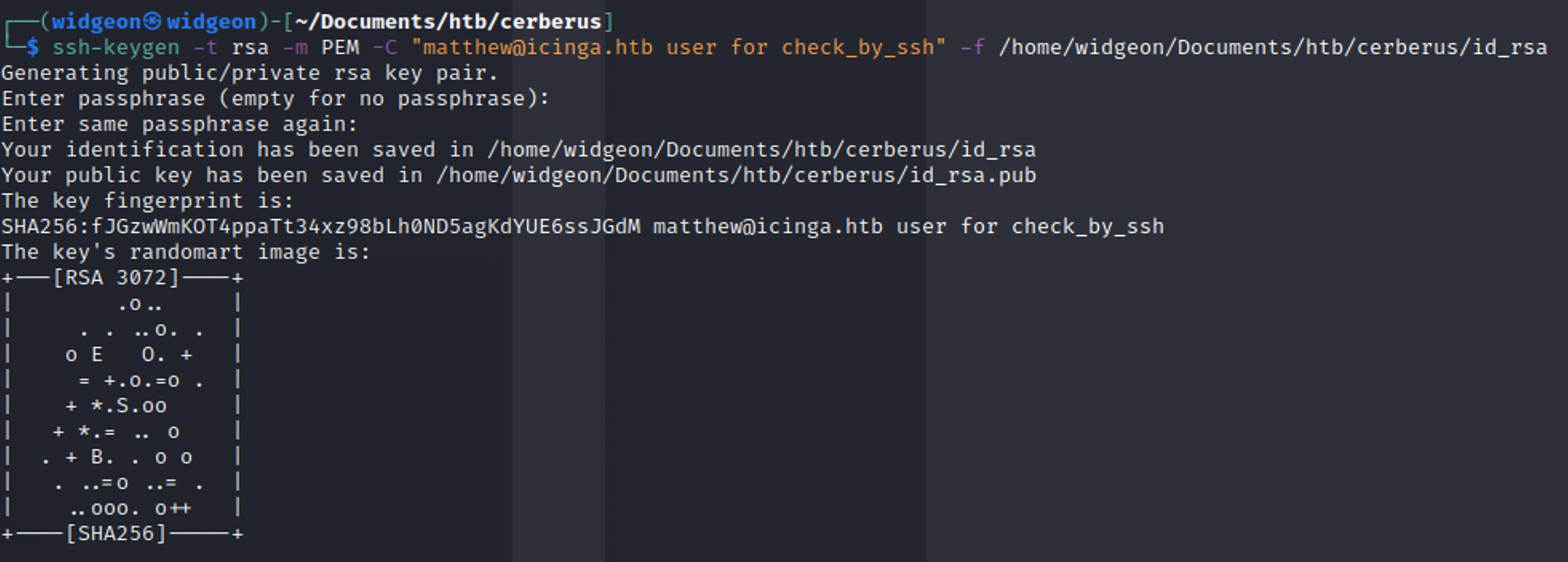 ┌──(widgeon㉿widgeon)-[~/Documents/htb/cerberus]
└─$ ssh-keygen -t rsa -m PEM -C "matthew@icinga.htb user for check_by_ssh" -f /home/widgeon/Documents/htb/cerberus/id_rsa
Generating public/private rsa key pair.
Enter passphrase (empty for no passphrase):
Enter same passphrase again:
Your identification has been saved in /home/widgeon/Documents/htb/cerberus/id_rsa
Your public key has been saved in /home/widgeon/Documents/htb/cerberus/id_rsa.pub
The key fingerprint is:
SHA256:fJGzwWmKOT4ppaTt34xz98bLh0ND5agKdYUE6ssJGdM matthew@icinga.htb user for check_by_ssh
The key's randomart image is:
+---[RSA 3072]----+
|        .o..     |
|     . . ..o. .  |
|    o E   O. +   |
|     = +.o.=o .  |
|    + *.S.oo     |
|   + *.= .. o    |
|  . + B. . o o   |
|   . ..=o ..= .  |
|    ..ooo. o++   |
+----[SHA256]-----+